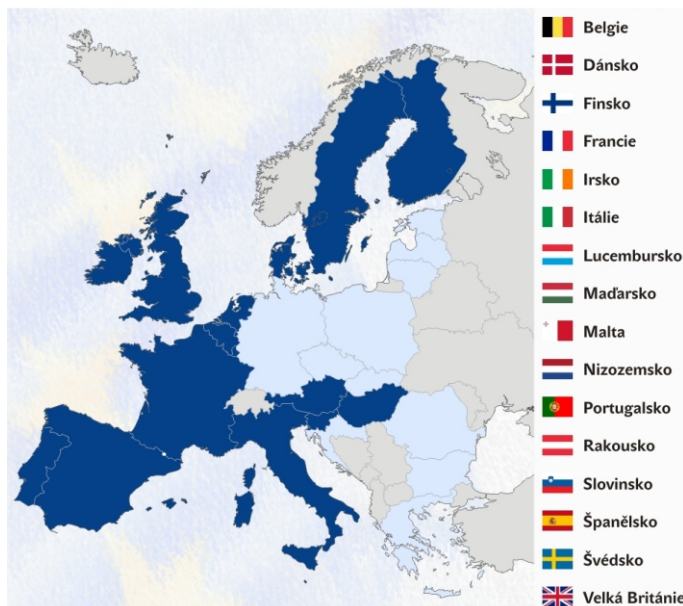 Belgie
Dánsko
Finsko
Francie
Irsko
Itálie
Lucembursko
Maďarsko
Malta
Nizozemsko
Portugalsko
Rakousko
Slovinsko
Španělsko
Švédsko
Velká Británie